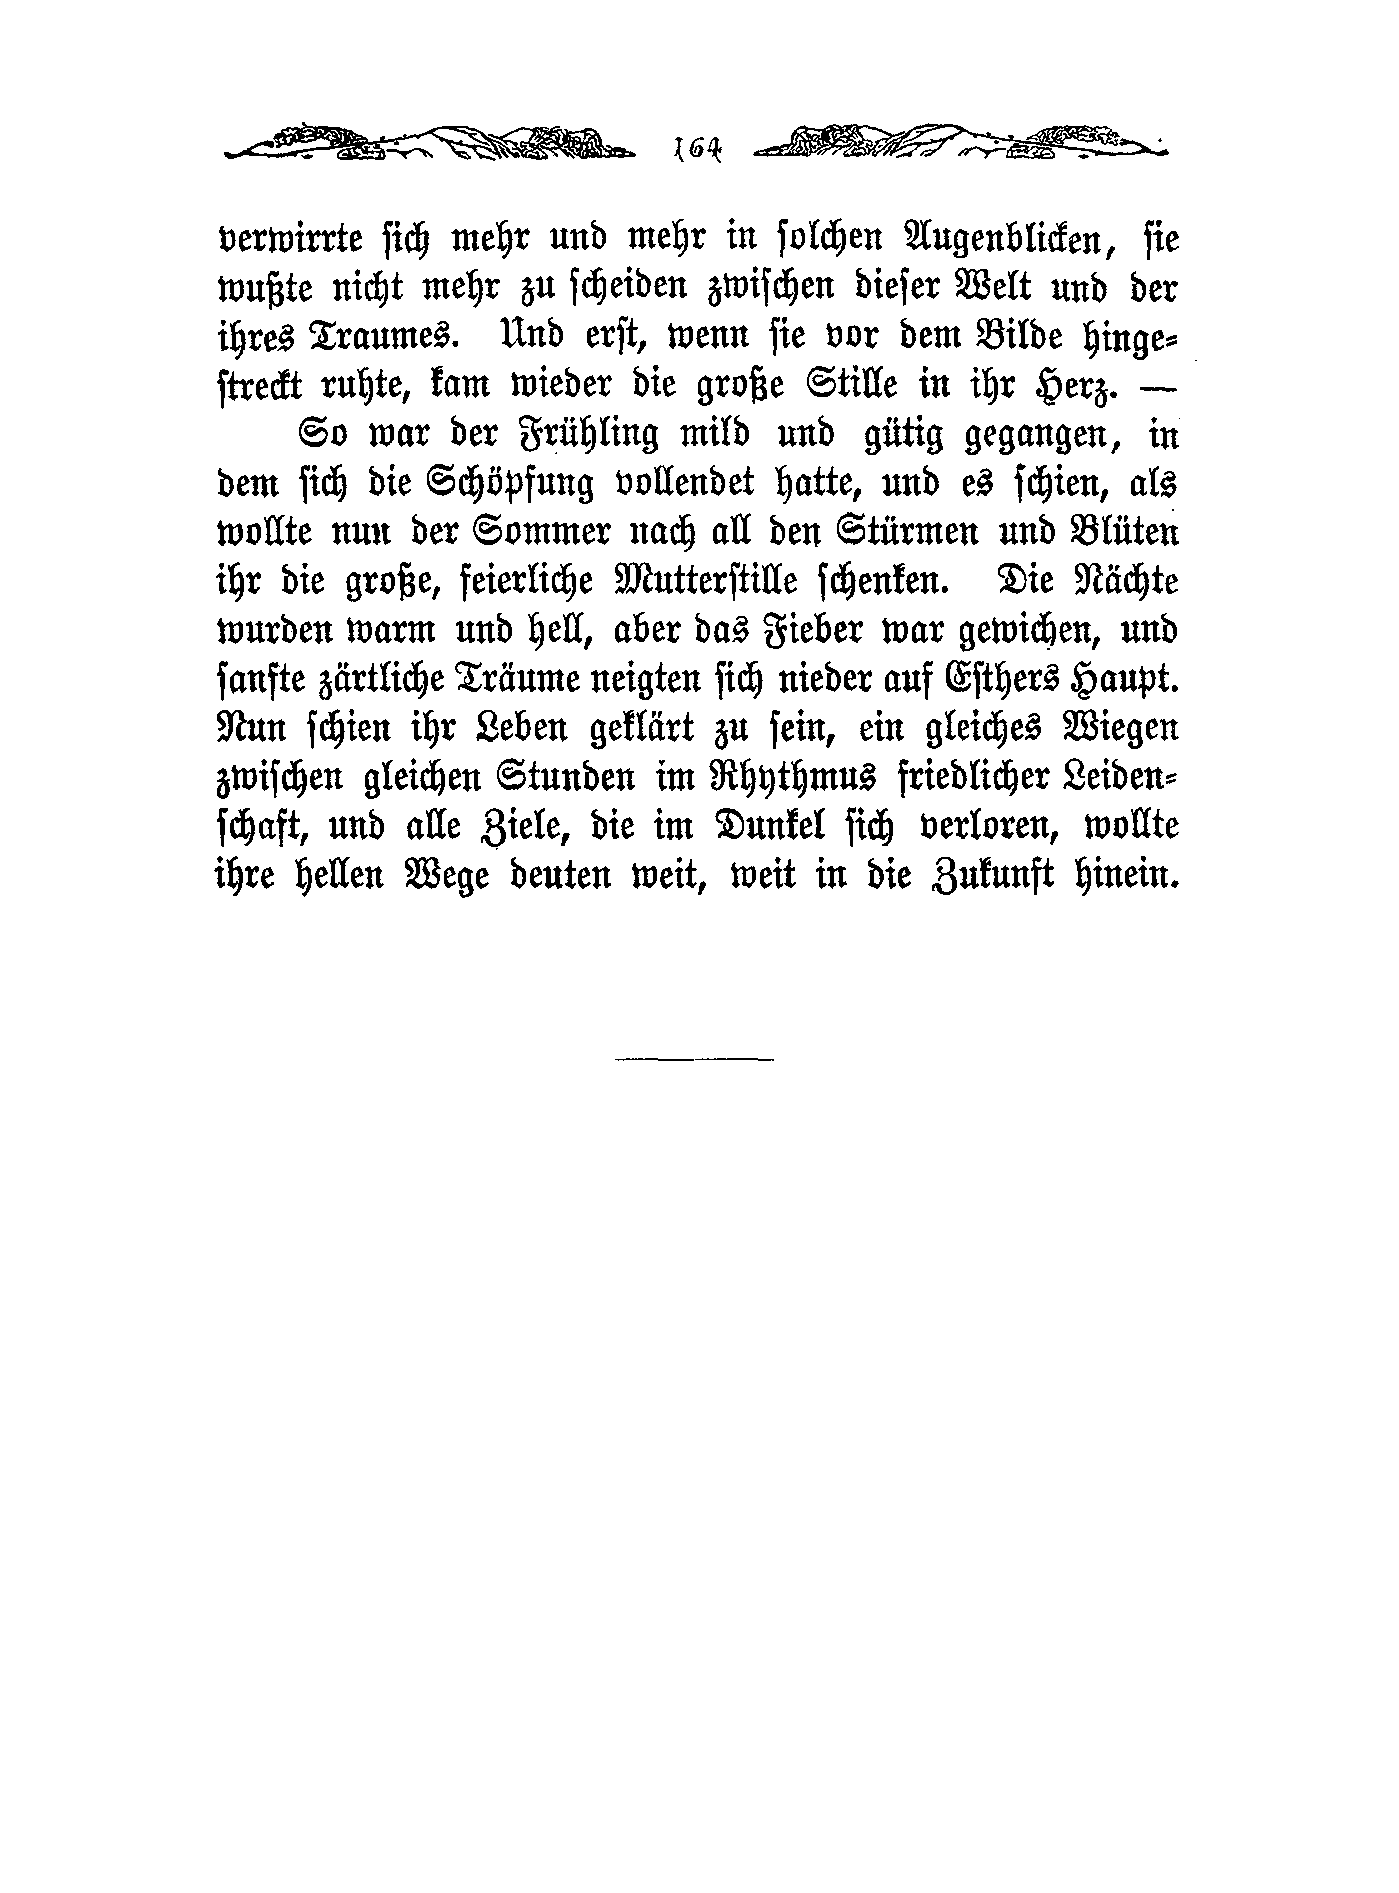 164
verwirrte sich mehr und mehr in solchen Augenblicken, sie
wußte nicht mehr zu scheiden zwischen dieser Welt und der
ihres Traumes. Und erst, wenn sie vor dem Bilde hinge-
streckt ruhte, kam wieder die große Stille in ihr Herz. —
So war der Frühling mild und gütig gegangen, in
dem sich die Schöpfung vollendet hatte, und es schien, als
wollte nun der Sommer nach all den Stürmen und Blüten
ihr die große, feierliche Mutterstille schenken. Die Nächte
wurden warm und hell, aber das Fieber war gewichen, und
sanfte zärtliche Träume neigten sich nieder auf Esthers Haupt.
Nun schien ihr Leben geklärt zu sein, ein gleiches Wiegen
zwischen gleichen Stunden im Rhythmus friedlicher Leiden-
schaft, und alle Ziele, die im Dunkel sich verloren, wollte
ihre hellen Wege deuten weit, weit in die Zukunft hinein.